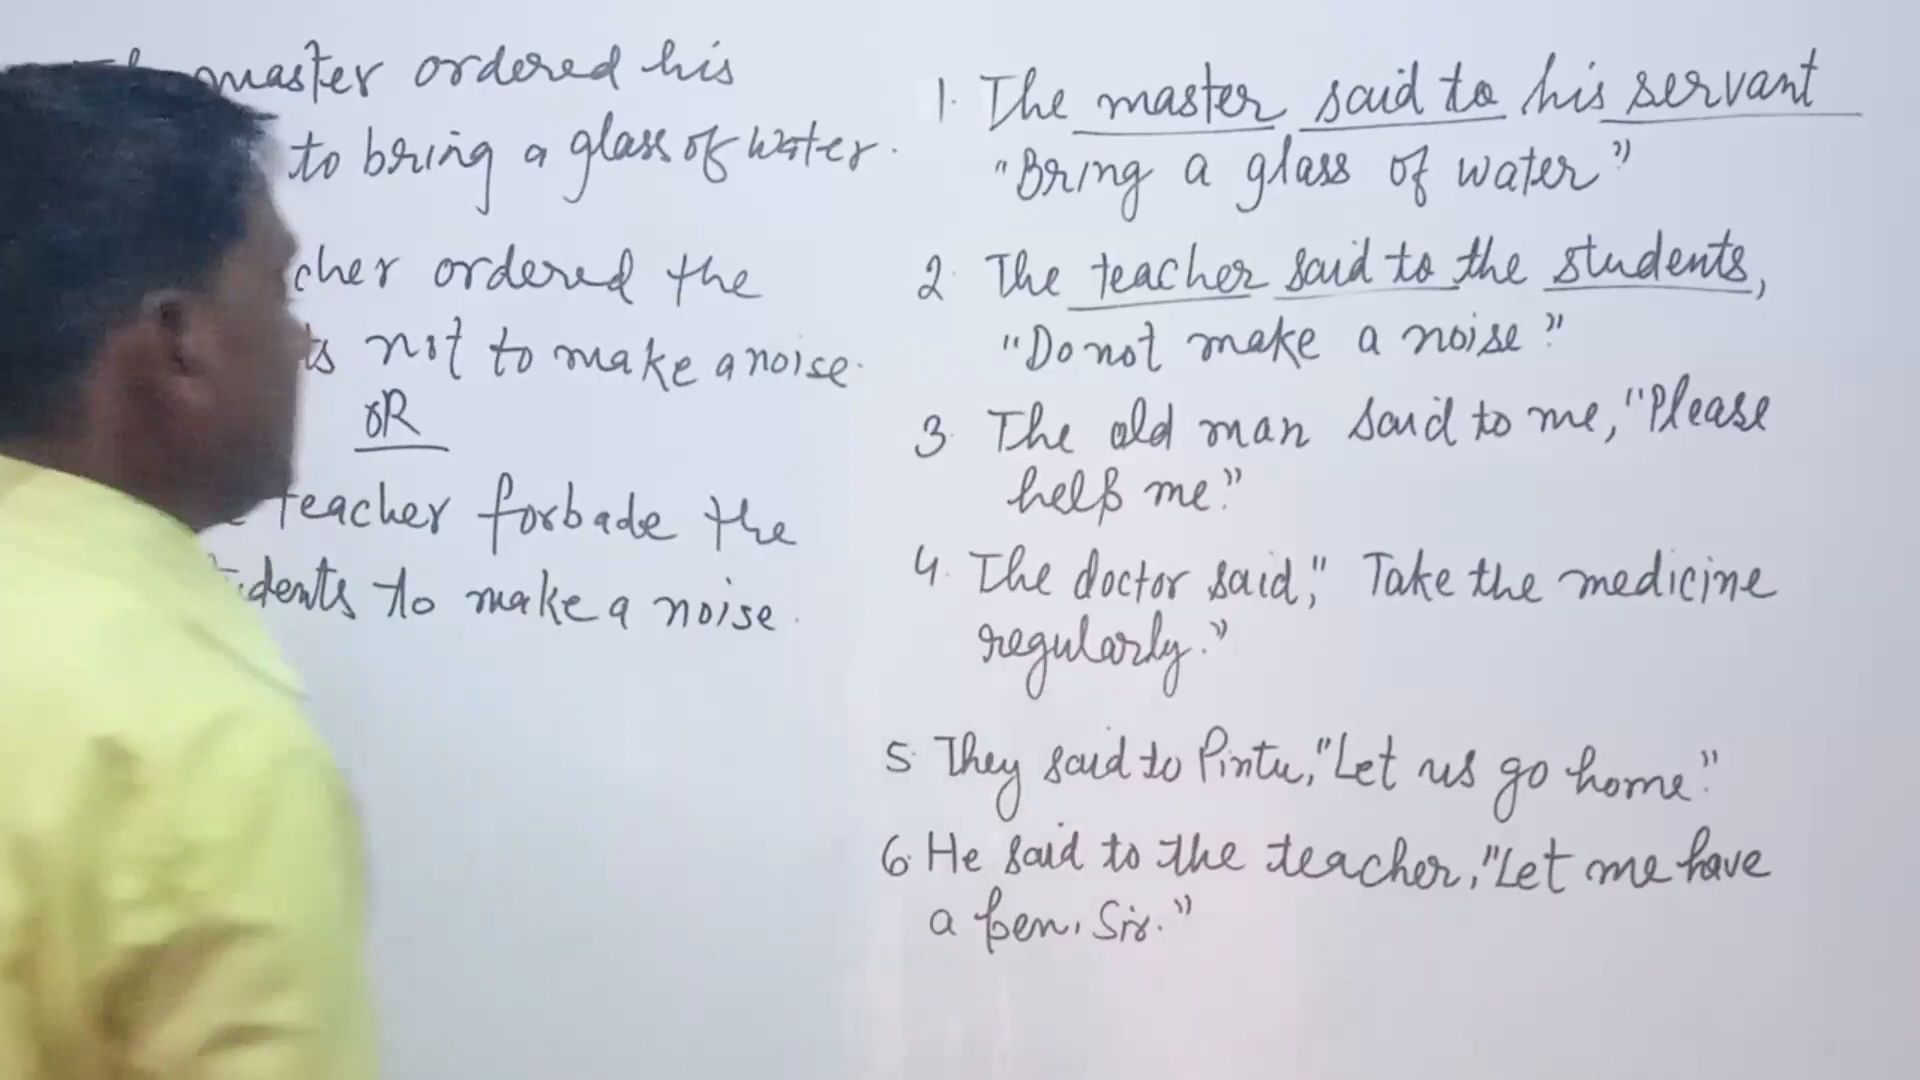 master ordered his
to bring a glass of water.
cher ordered the
ts not to make a noise.
OR
teacher forbade the
dents to make a noise.
1. The master said to his servant
"Bring a glass of water"
2. The teacher said to the students,
"Do not make a noise"
3. The old man said to me, "Please
help me."
4. The doctor said," Take the medicine
regularly."
5. They said to Pintu, "Let us go home."
6. He said to the teacher, "Let me have
a pen, Sir."